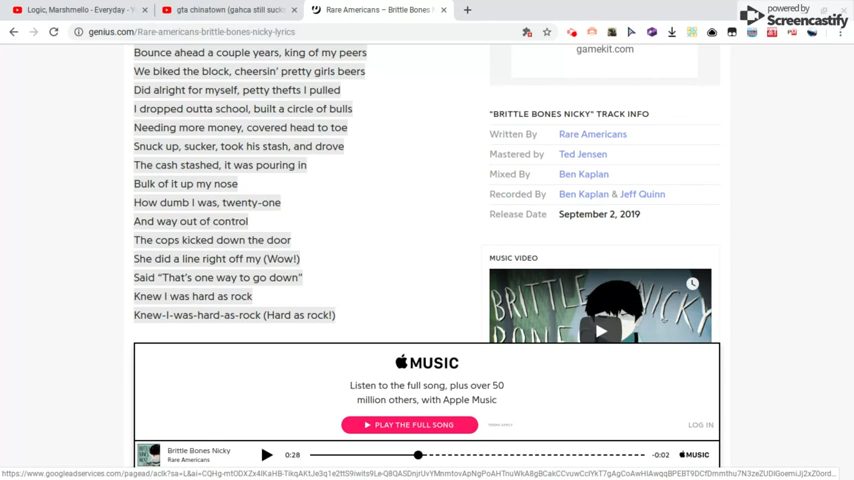 Logic, Marshmello - Everyday - Y
gta chinatown (gahca still sucks
Rare Americans – Brittle Bones N
powered by
Screencastify
genius.com/Rare-americans-brittle-bones-nicky-lyrics
Bounce ahead a couple years, king of my peers
We biked the block, cheersin' pretty girls beers
Did alright for myself, petty thefts I pulled
I dropped outta school, built a circle of bulls
Needing more money, covered head to toe
Snuck up, sucker, took his stash, and drove
The cash stashed, it was pouring in
Bulk of it up my nose
How dumb I was, twenty-one
And way out of control
The cops kicked down the door
She did a line right off my (Wow!)
Said “That’s one way to go down”
Knew I was hard as rock
Knew-I-was-hard-as-rock (Hard as rock!)
gamekit.com
"BRITTLE BONES NICKY" TRACK INFO
Written By Rare Americans
Mastered by Ted Jensen
Mixed By Ben Kaplan
Recorded By Ben Kaplan & Jeff Quinn
Release Date September 2, 2019
MUSIC VIDEO
BRITTLE NICKY
BONES
MUSIC
Listen to the full song, plus over 50
million others, with Apple Music
PLAY THE FULL SONG
LOG IN
Brittle Bones Nicky
Rare Americans
0:28
-0:02
MUSIC